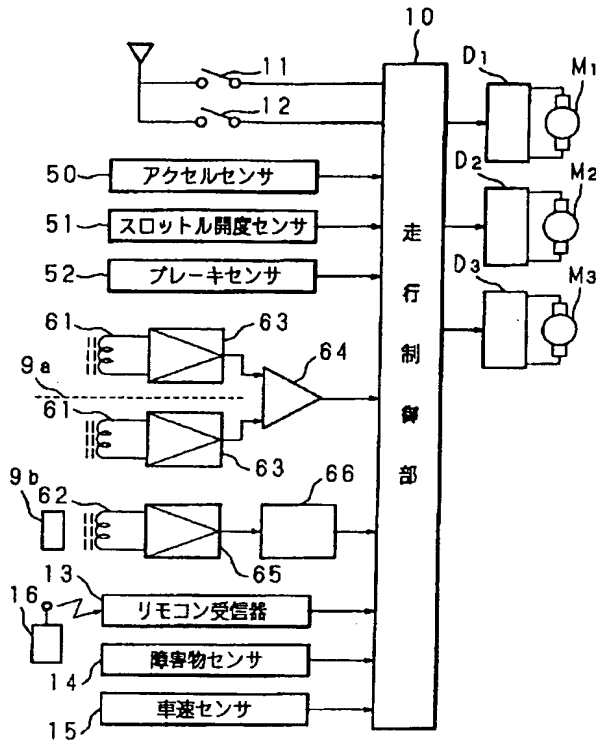 10
D1
M1
11
12
50
アクセルセンサ
51
スロットル開度センサ
52
ブレーキセンサ
D2
M2
走行制御部
D3
M3
61
63
64
9a
61
63
9b
62
66
65
16
13
リモコン受信器
障害物センサ
14
車速センサ
15